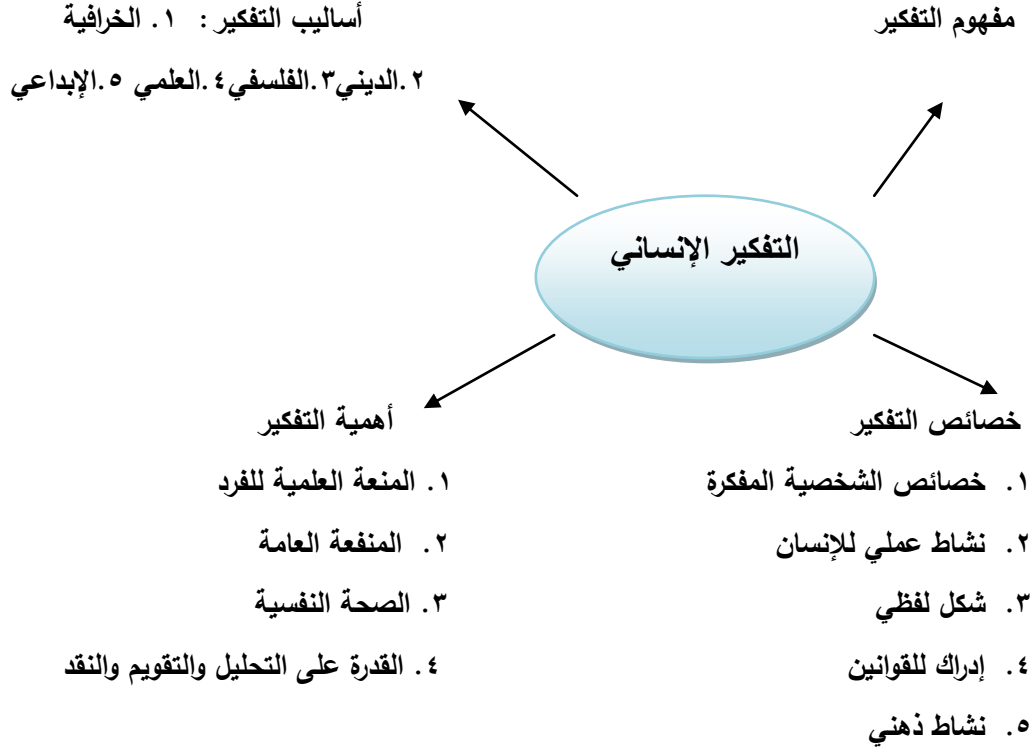 مفهوم التفكير
أساليب التفكير : ١. الخرافية
٢.الديني٣.الفلسفي٤.العلمي ٥.الإبداعي
التفكير الإنساني
خصائص التفكير
١. خصائص الشخصية المفكرة
٢. نشاط عملي للإنسان
٣. شكل لفظي
٤. إدراك للقوانين
٥. نشاط ذهني
أهمية التفكير
١. المنعة العلمية للفرد
٢. المنفعة العامة
٣. الصحة النفسية
٤. القدرة على التحليل والتقويم والنقد